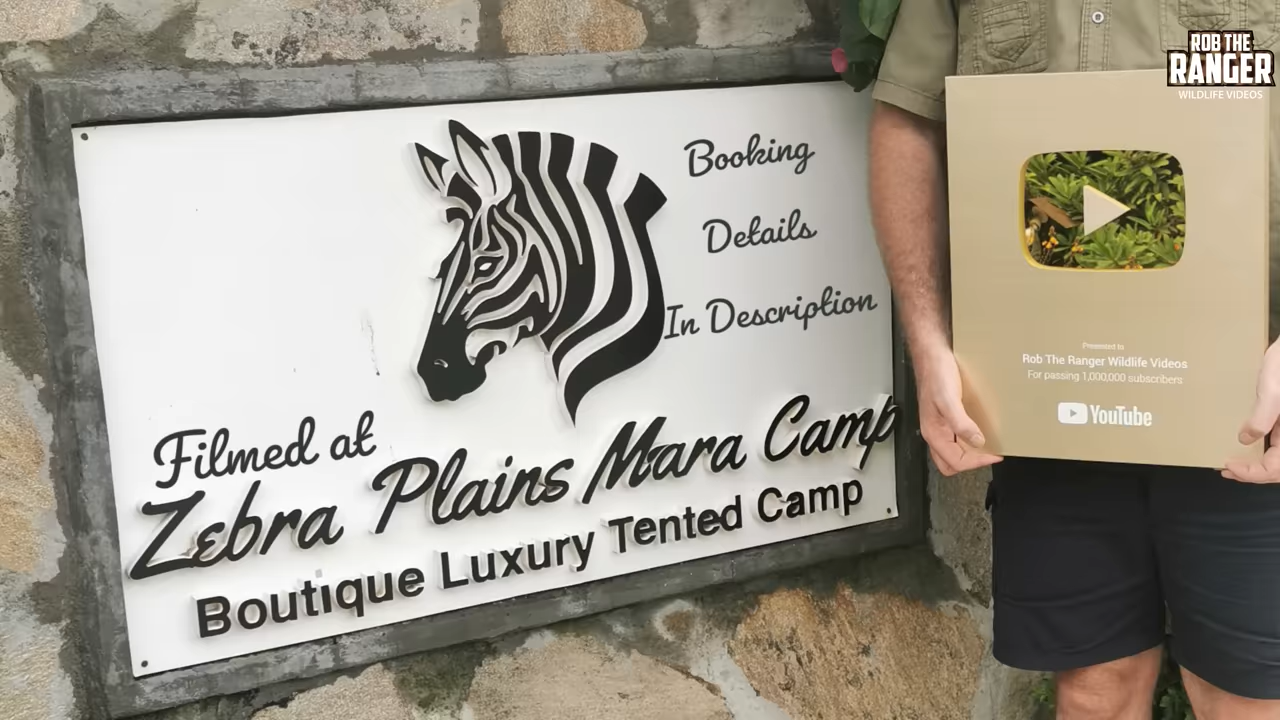 ROB THE
RANGER
WILDLIFE VIDEOS
Booking
Details
In Description
Filmed at
Zebra Plains Mara Camp
Boutique Luxury Tented Camp
Presented to
Rob The Ranger Wildlife Videos
For passing 1,000,000 subscribers
YouTube